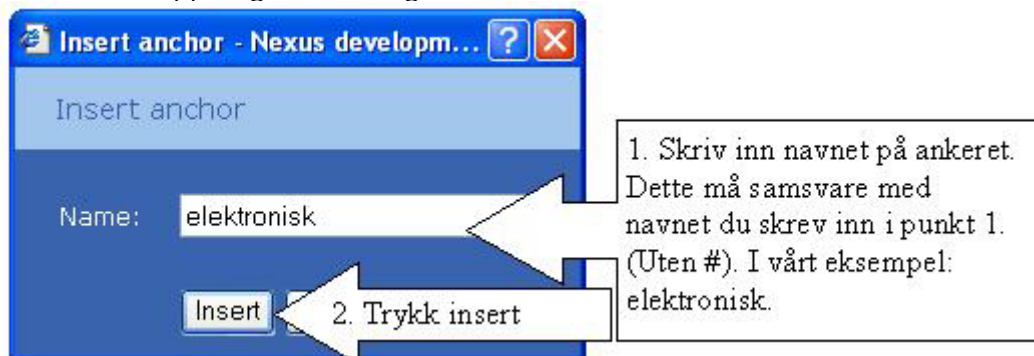 Insert anchor - Nexus developm...
Insert anchor
Name: elektronisk
Insert
1. Skriv inn navnet på ankeret.
Dette må samsvare med
navnet du skrev inn i punkt 1.
(Uten #). I vårt eksempel:
elektronisk.
2. Trykk insert